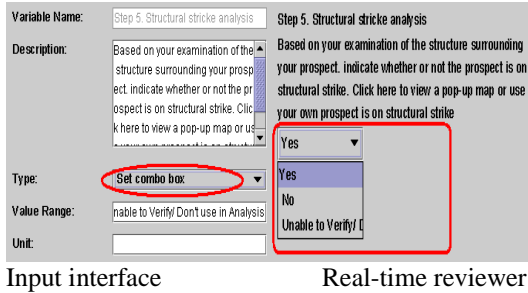 Variable Name:
Step 5. Structural stricke analysis
Description:
Based on your examination of the
structure surrounding your prosp
ect. indicate whether or not the pr
ospect is on structural strike. Clic
k here to view a pop-up map or us
Type:
Set combo box
Value Range:
nable to Verify/ Don't use in Analysis
Unit:
Input interface
Step 5. Structural stricke analysis
Based on your examination of the structure surrounding
your prospect. indicate whether or not the prospect is on
structural strike. Click here to view a pop-up map or use
your own prospect is on structural strike
Yes
Yes
No
Unable to Verify/
Real-time reviewer